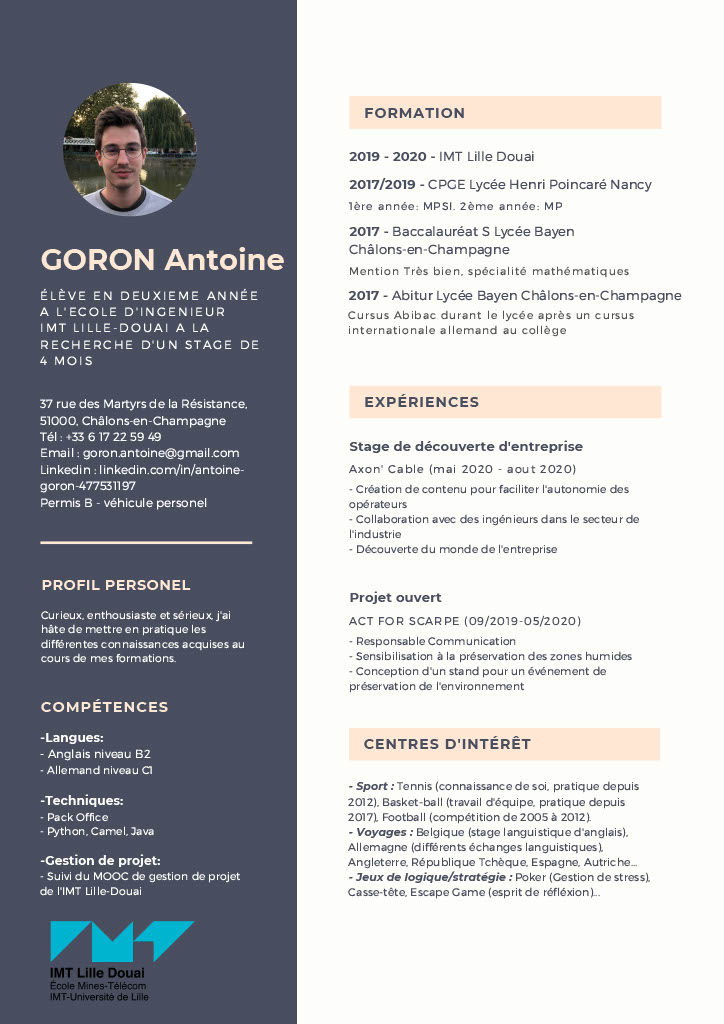 GORON Antoine
ÉLÈVE EN DEUXIEME ANNÉE
A L'ECOLE D'INGENIEUR
IMT LILLE-DOUAI A LA
RECHERCHE D'UN STAGE DE
4 MOIS
37 rue des Martyrs de la Résistance,
51000, Châlons-en-Champagne
Tél : +33 6 17 22 59 49
Email : goron.antoine@gmail.com
Linkedin : linkedin.com/in/antoine-
goron-477531197
Permis B - véhicule personel
PROFIL PERSONEL
Curieux, enthousiaste et sérieux, j'ai
hâte de mettre en pratique les
différentes connaissances acquises au
cours de mes formations.
COMPÉTENCES
-Langues:
- Anglais niveau B2
- Allemand niveau C1
-Techniques:
- Pack Office
- Python, Camel, Java
-Gestion de projet:
- Suivi du MOOC de gestion de projet
de l'IMT Lille-Douai
IMT Lille Douai
École Mines-Télécom
IMT-Université de Lille
FORMATION
2019 - 2020 - IMT Lille Douai
2017/2019 - CPGE Lycée Henri Poincaré Nancy
1ère année: MPSI. 2ème année: MP
2017 - Baccalauréat S Lycée Bayen
Châlons-en-Champagne
Mention Très bien, spécialité mathématiques
2017 - Abitur Lycée Bayen Châlons-en-Champagne
Cursus Abibac durant le lycée après un cursus
internationale allemand au collège
EXPÉRIENCES
Stage de découverte d'entreprise
Axon' Cable (mai 2020 - aout 2020)
- Création de contenu pour faciliter l'autonomie des
opérateurs
- Collaboration avec des ingénieurs dans le secteur de
l'industrie
- Découverte du monde de l'entreprise
Projet ouvert
ACT FOR SCARPE (09/2019-05/2020)
- Responsable Communication
- Sensibilisation à la préservation des zones humides
- Conception d'un stand pour un événement de
préservation de l'environnement
CENTRES D'INTÉRÊT
- Sport : Tennis (connaissance de soi, pratique depuis
2012), Basket-ball (travail d'équipe, pratique depuis
2017), Football (compétition de 2005 à 2012).
- Voyages : Belgique (stage languistique d'anglais),
Allemagne (différents échanges languistiques),
Angleterre, République Tchèque, Espagne, Autriche...
- Jeux de logique/stratégie : Poker (Gestion de stress),
Casse-tête, Escape Game (esprit de réfléxion)...